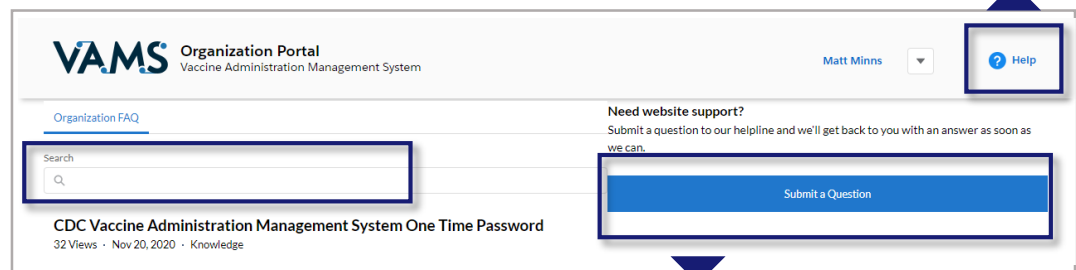 VAMS
Organization Portal
Vaccine Administration Management System
Matt Minns
? Help
Organization FAQ
Search
CDC Vaccine Administration Management System One Time Password
32 Views · Nov 20, 2020 · Knowledge
Need website support?
Submit a question to our helpline and we'll get back to you with an answer as soon as
we can.
Submit a Question